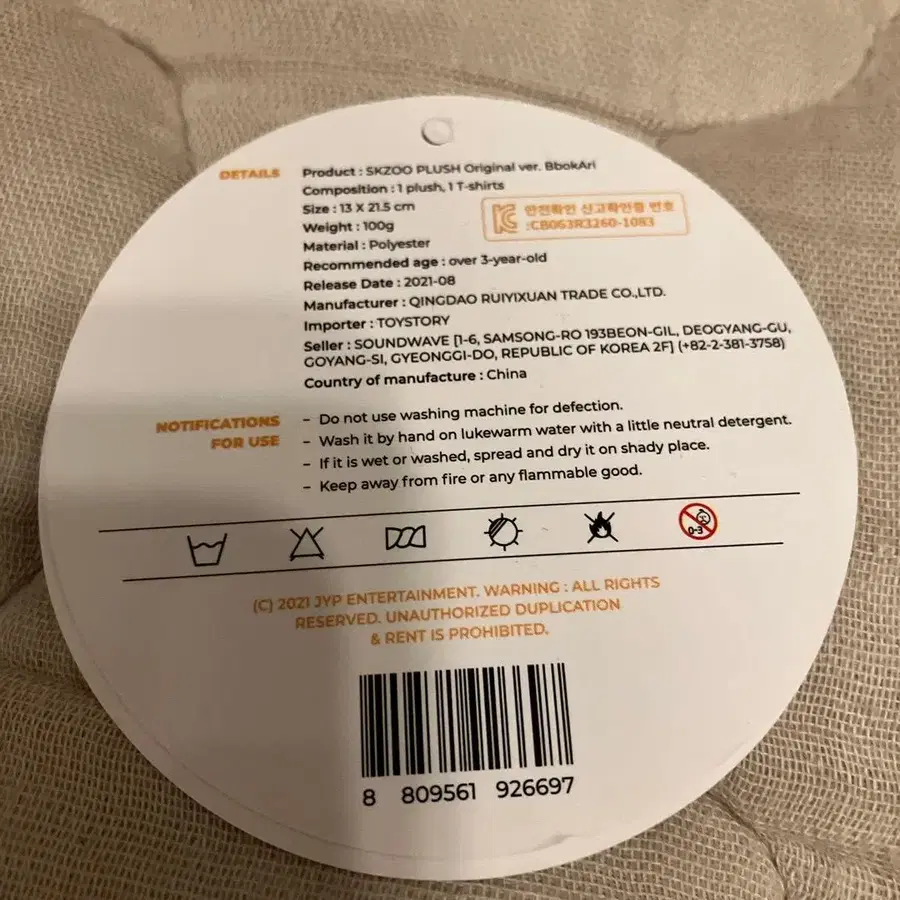 DETAILS
Product : SKZOO PLUSH Original ver. BbokAri
Composition : 1 plush, 1 T-shirts
Size : 13 X 21.5 cm
Weight : 100g
Material : Polyester
Recommended age : over 3-year-old
Release Date : 2021-08
Manufacturer : QINGDAO RUIYIXUAN TRADE CO.,LTD.
Importer : TOYSTORY
Seller : SOUNDWAVE [1-6, SAMSONG-RO 193BEON-GIL, DEOGYANG-GU,
GOYANG-SI, GYEONGGI-DO, REPUBLIC OF KOREA 2F] (+82-2-381-3758)
Country of manufacture : China
안전확인 신고확인증 번호
:CB063R3260-1083
NOTIFICATIONS
FOR USE
– Do not use washing machine for defection.
– Wash it by hand on lukewarm water with a little neutral detergent.
– If it is wet or washed, spread and dry it on shady place.
– Keep away from fire or any flammable good.
0-3
(C) 2021 JYP ENTERTAINMENT. WARNING : ALL RIGHTS
RESERVED. UNAUTHORIZED DUPLICATION
& RENT IS PROHIBITED.
8 809561 926697